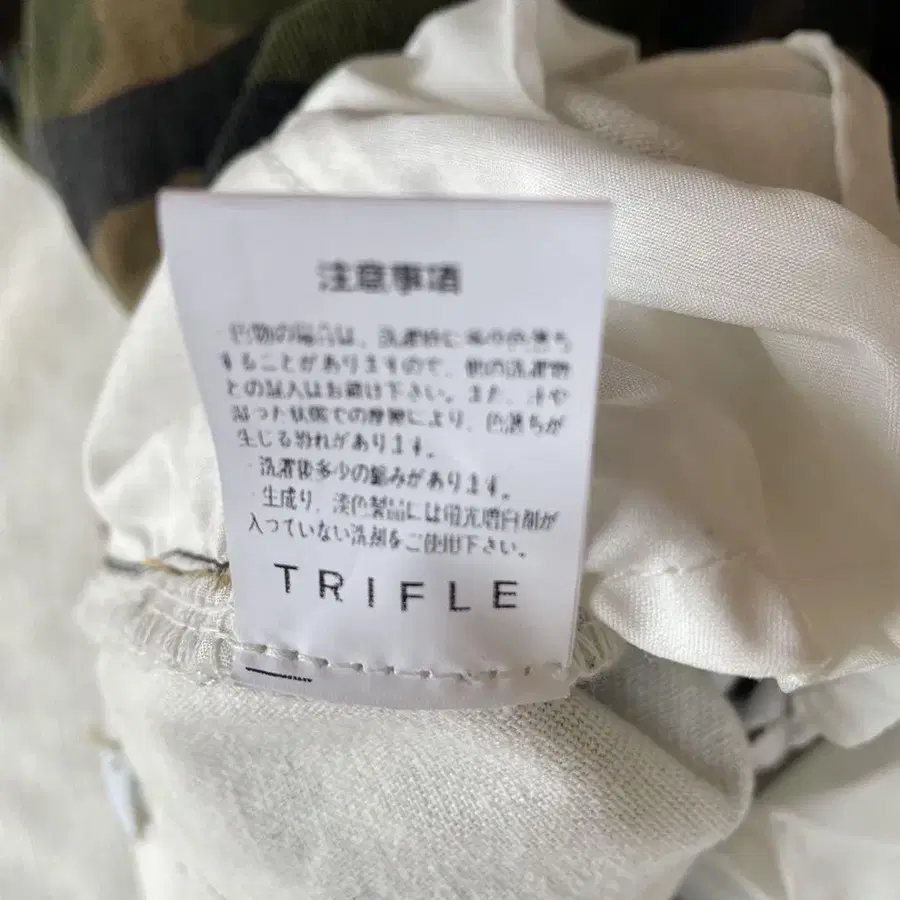 注意事項
・色物の場合は、洗濯時に多少色落ち
することがありますので、他の洗濯物
との混入はお避け下さい。また、汗や
湿った状態での摩擦により、色落ちが
生じる恐れがあります。
・洗濯後多少の縮みがあります。
・生成り、淡色製品には蛍光増白剤が
入っていない洗剤をご使用下さい。
TRIFLE